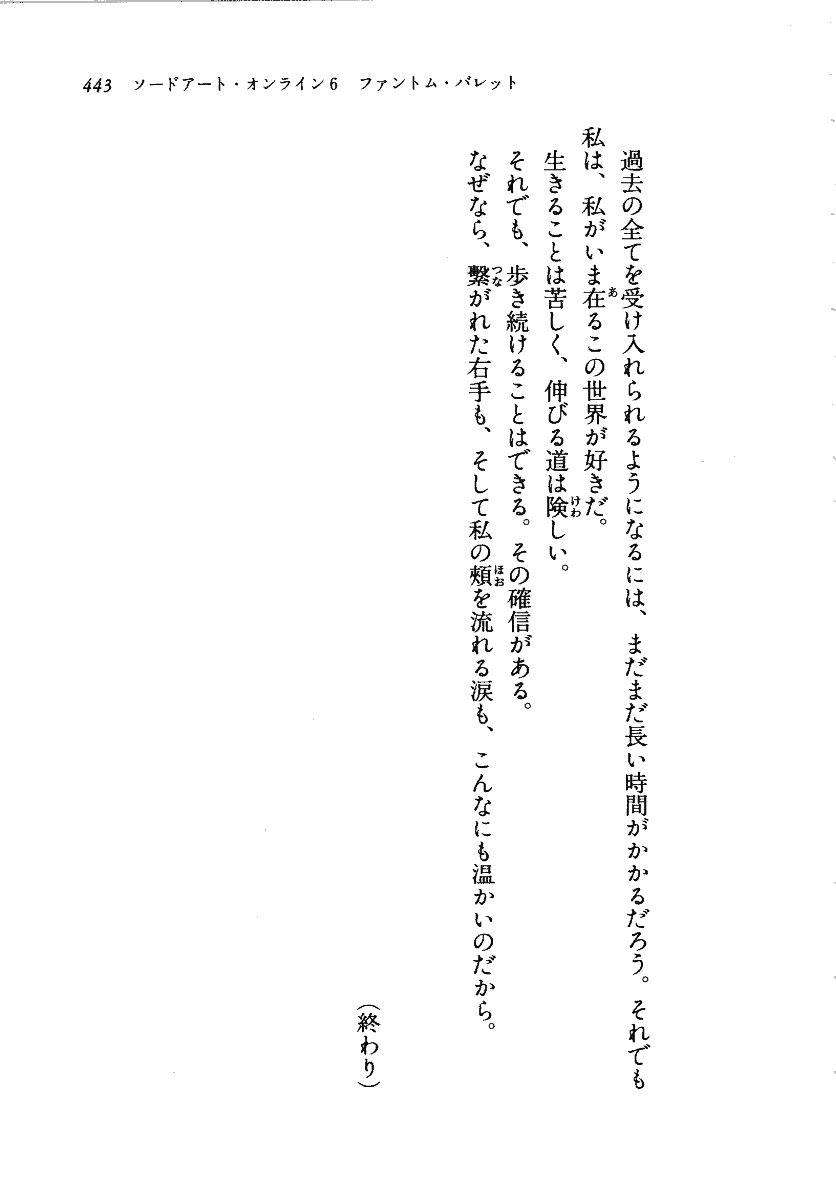 443 ソードアート・オンライン6 ファントム・バレット
過去の全てを受け入れられるようになるには、まだまだ長い時間がかかるだろう。それでも
私は、私がいま在るこの世界が好きだ。
生きることは苦しく、伸びる道は険しい。
それでも、歩き続けることはできる。その確信がある。
なぜなら、繋がれた右手も、そして私の頬を流れる涙も、こんなにも温かいのだから。
（終わり）